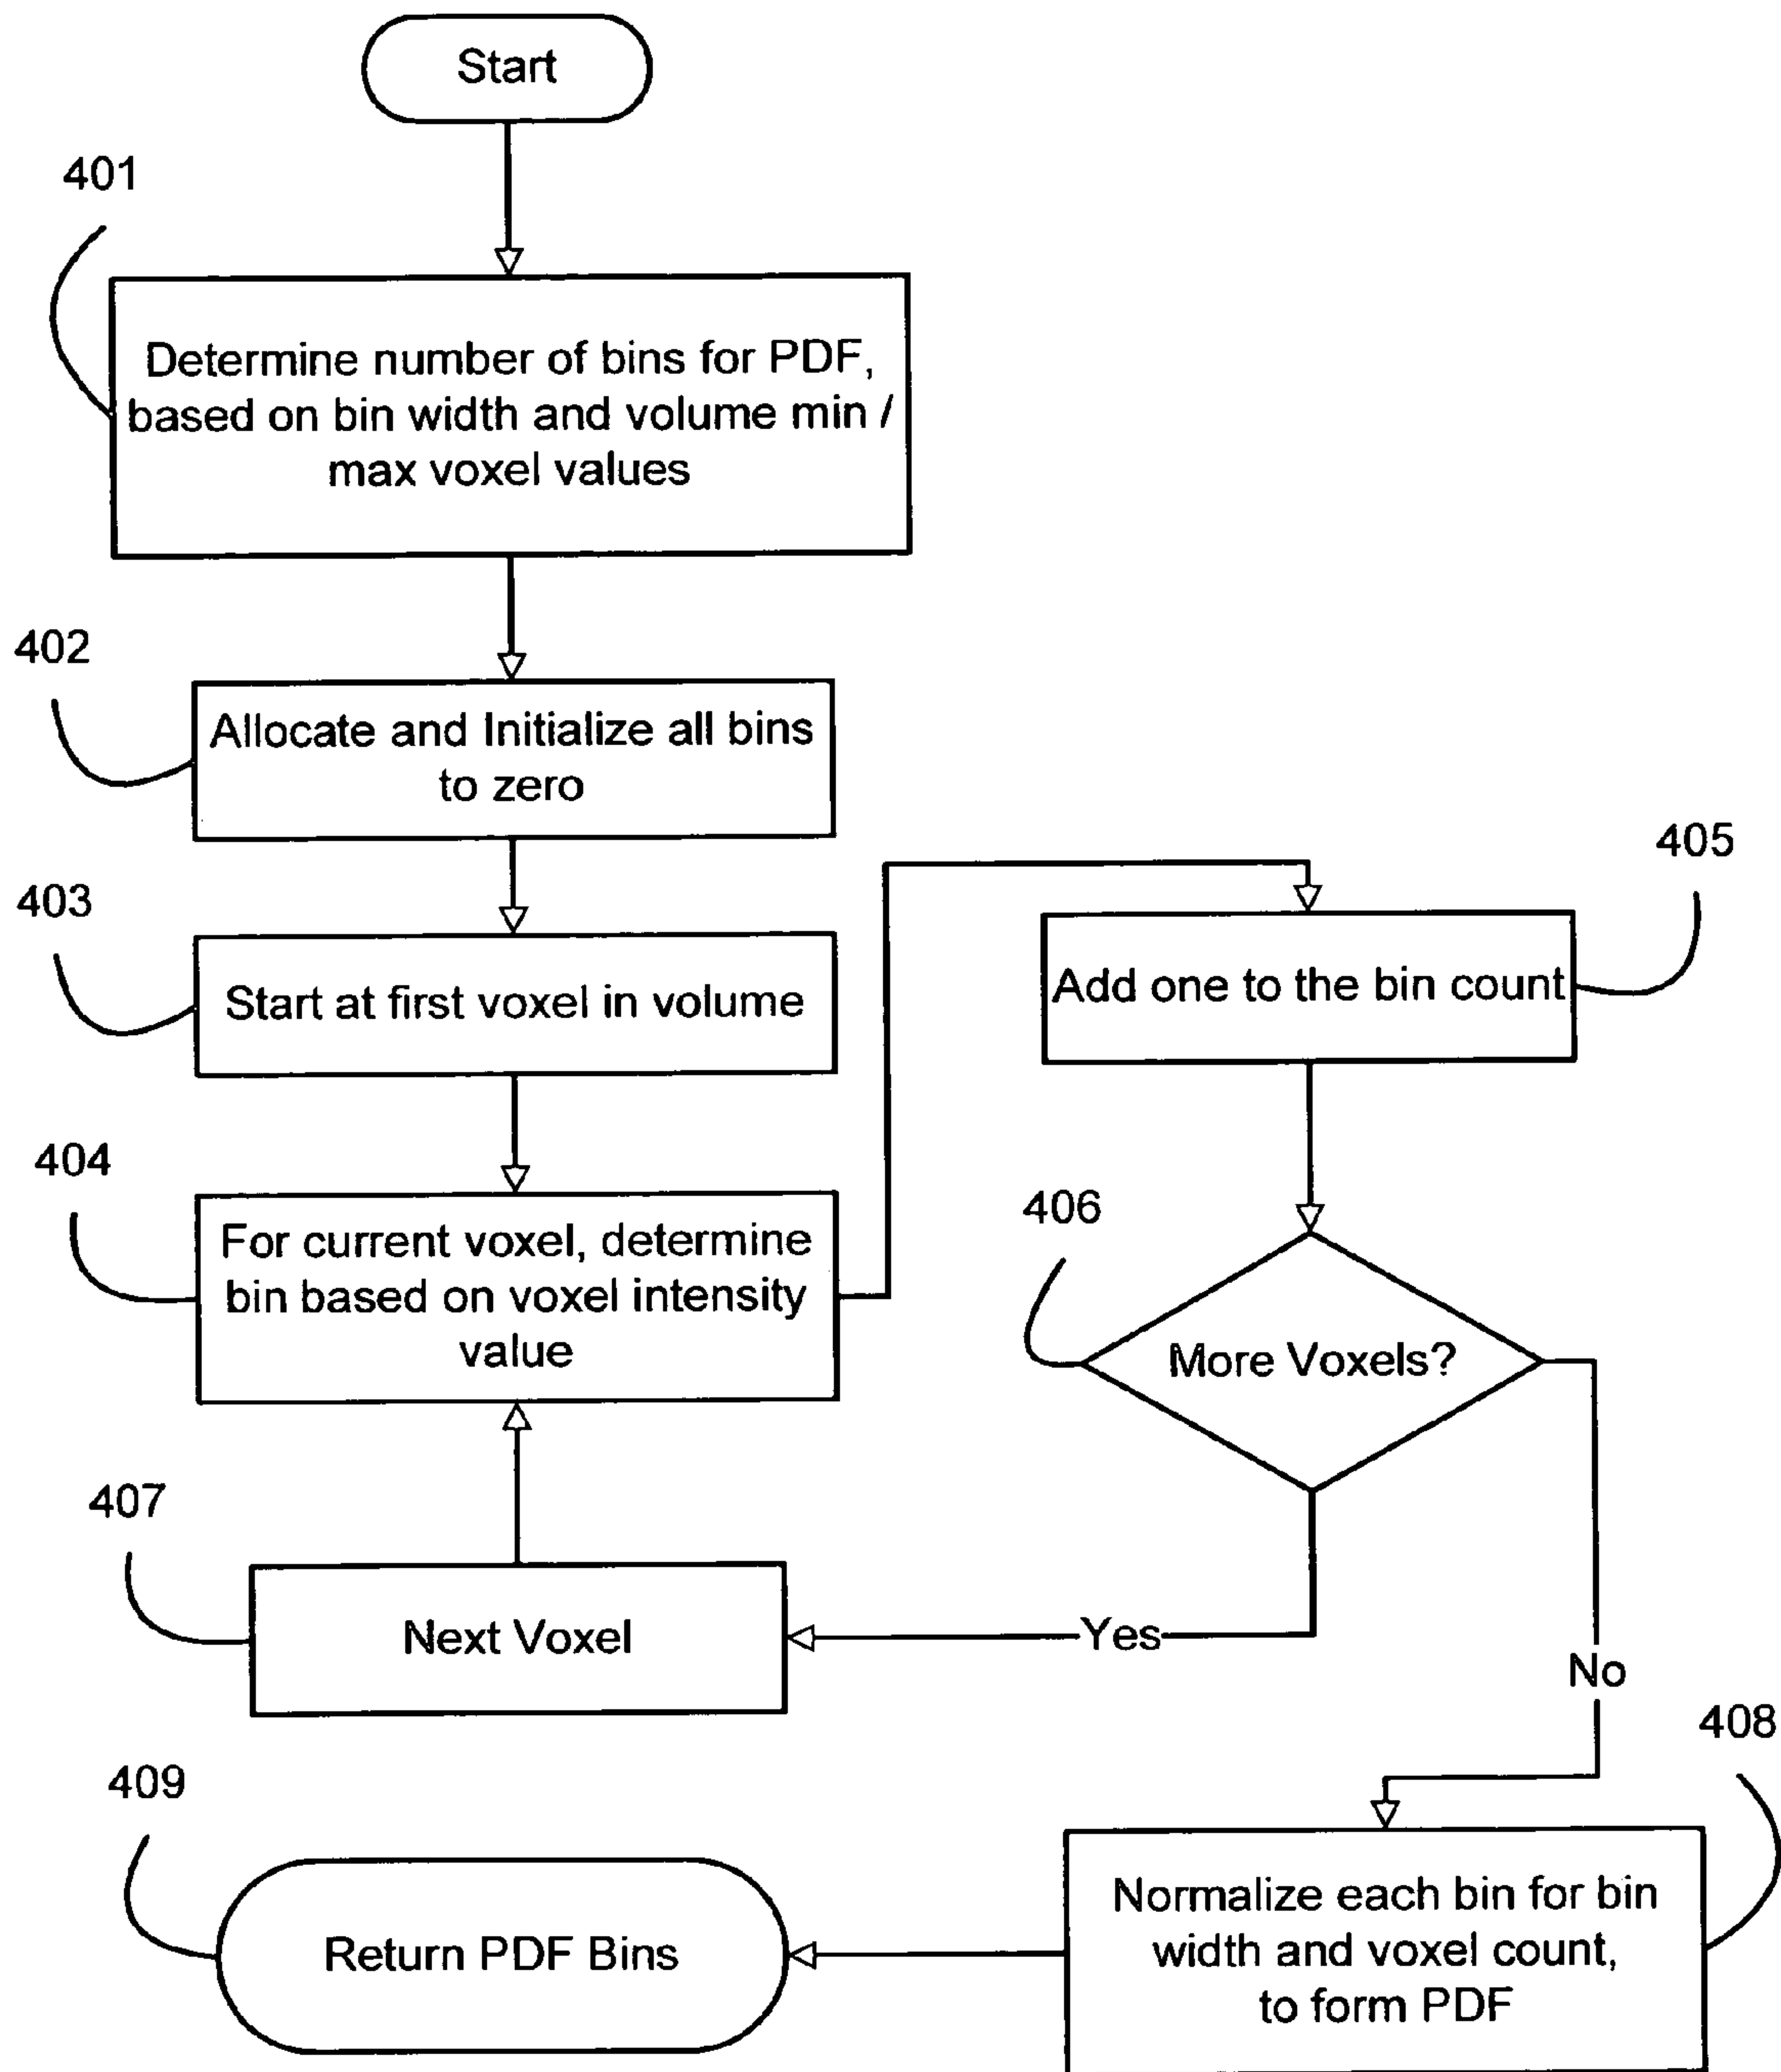 Start
401
Determine number of bins for PDF,
based on bin width and volume min /
max voxel values
402
Allocate and Initialize all bins
to zero
403
Start at first voxel in volume
404
For current voxel, determine
bin based on voxel intensity
value
405
Add one to the bin count
406
More Voxels?
Yes
No
407
Next Voxel
408
Normalize each bin for bin
width and voxel count,
to form PDF
409
Return PDF Bins